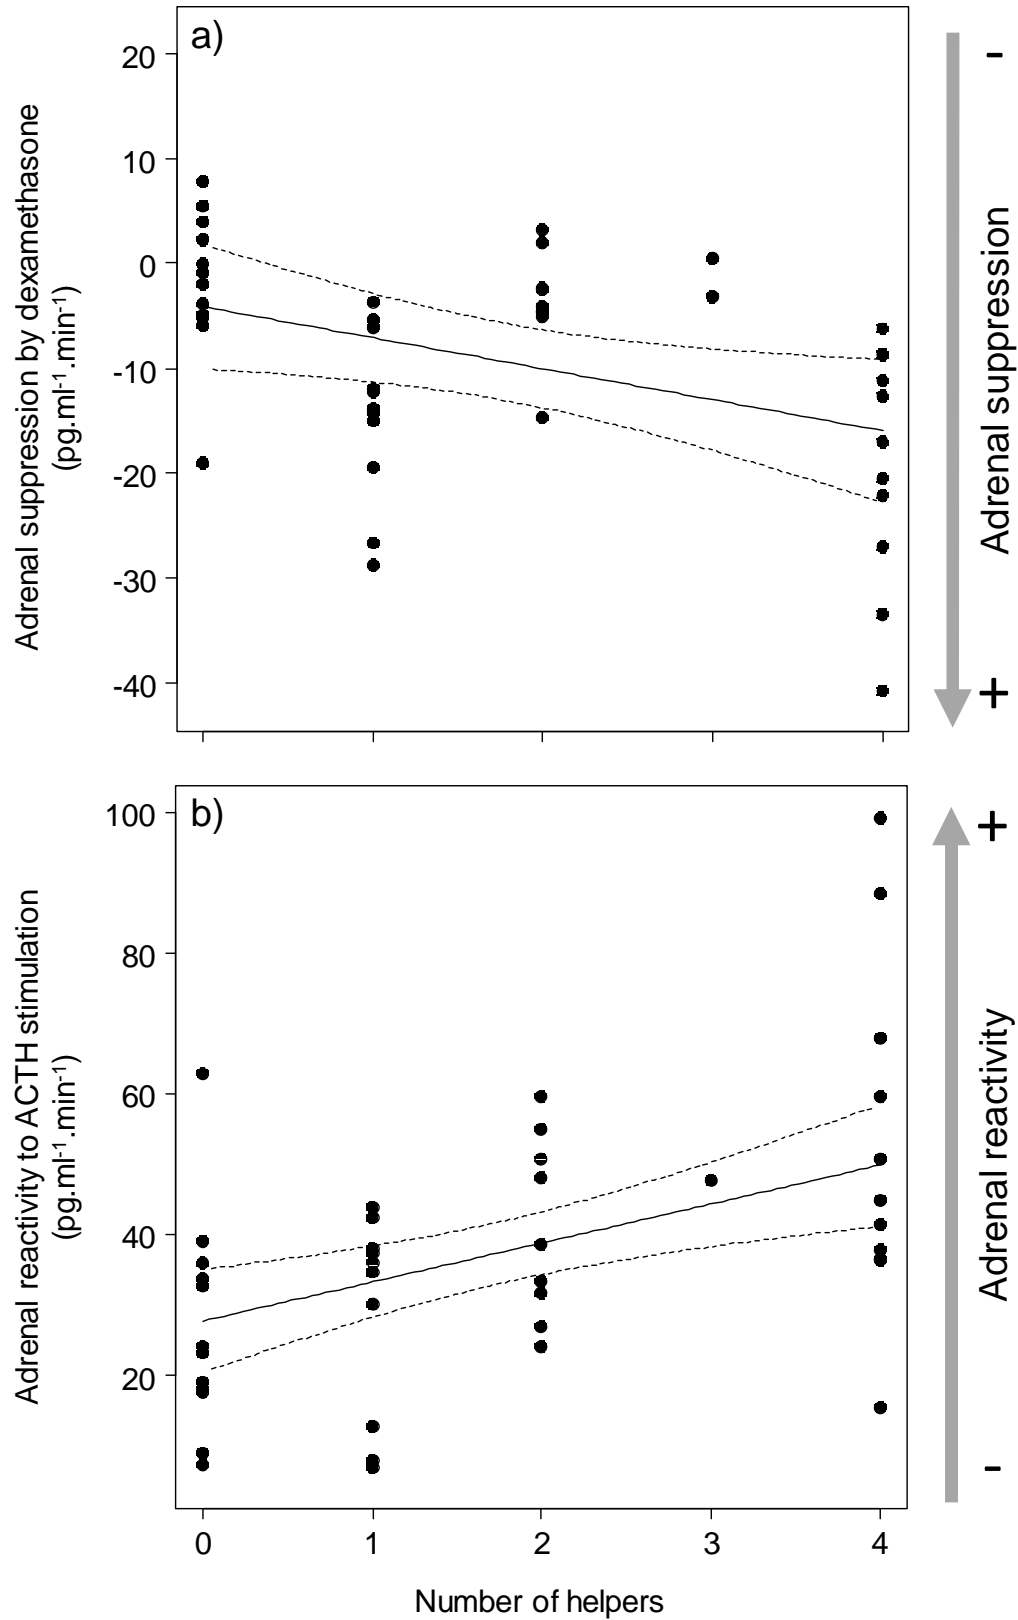 a)
20
10
0
-10
-20
-30
-40
Adrenal suppression by dexamethasone
(pg.ml⁻¹.min⁻¹)
-
Adrenal suppression
+
b)
100
80
60
40
20
Adrenal reactivity to ACTH stimulation
(pg.ml⁻¹.min⁻¹)
+
Adrenal reactivity
-
0 1 2 3 4
Number of helpers